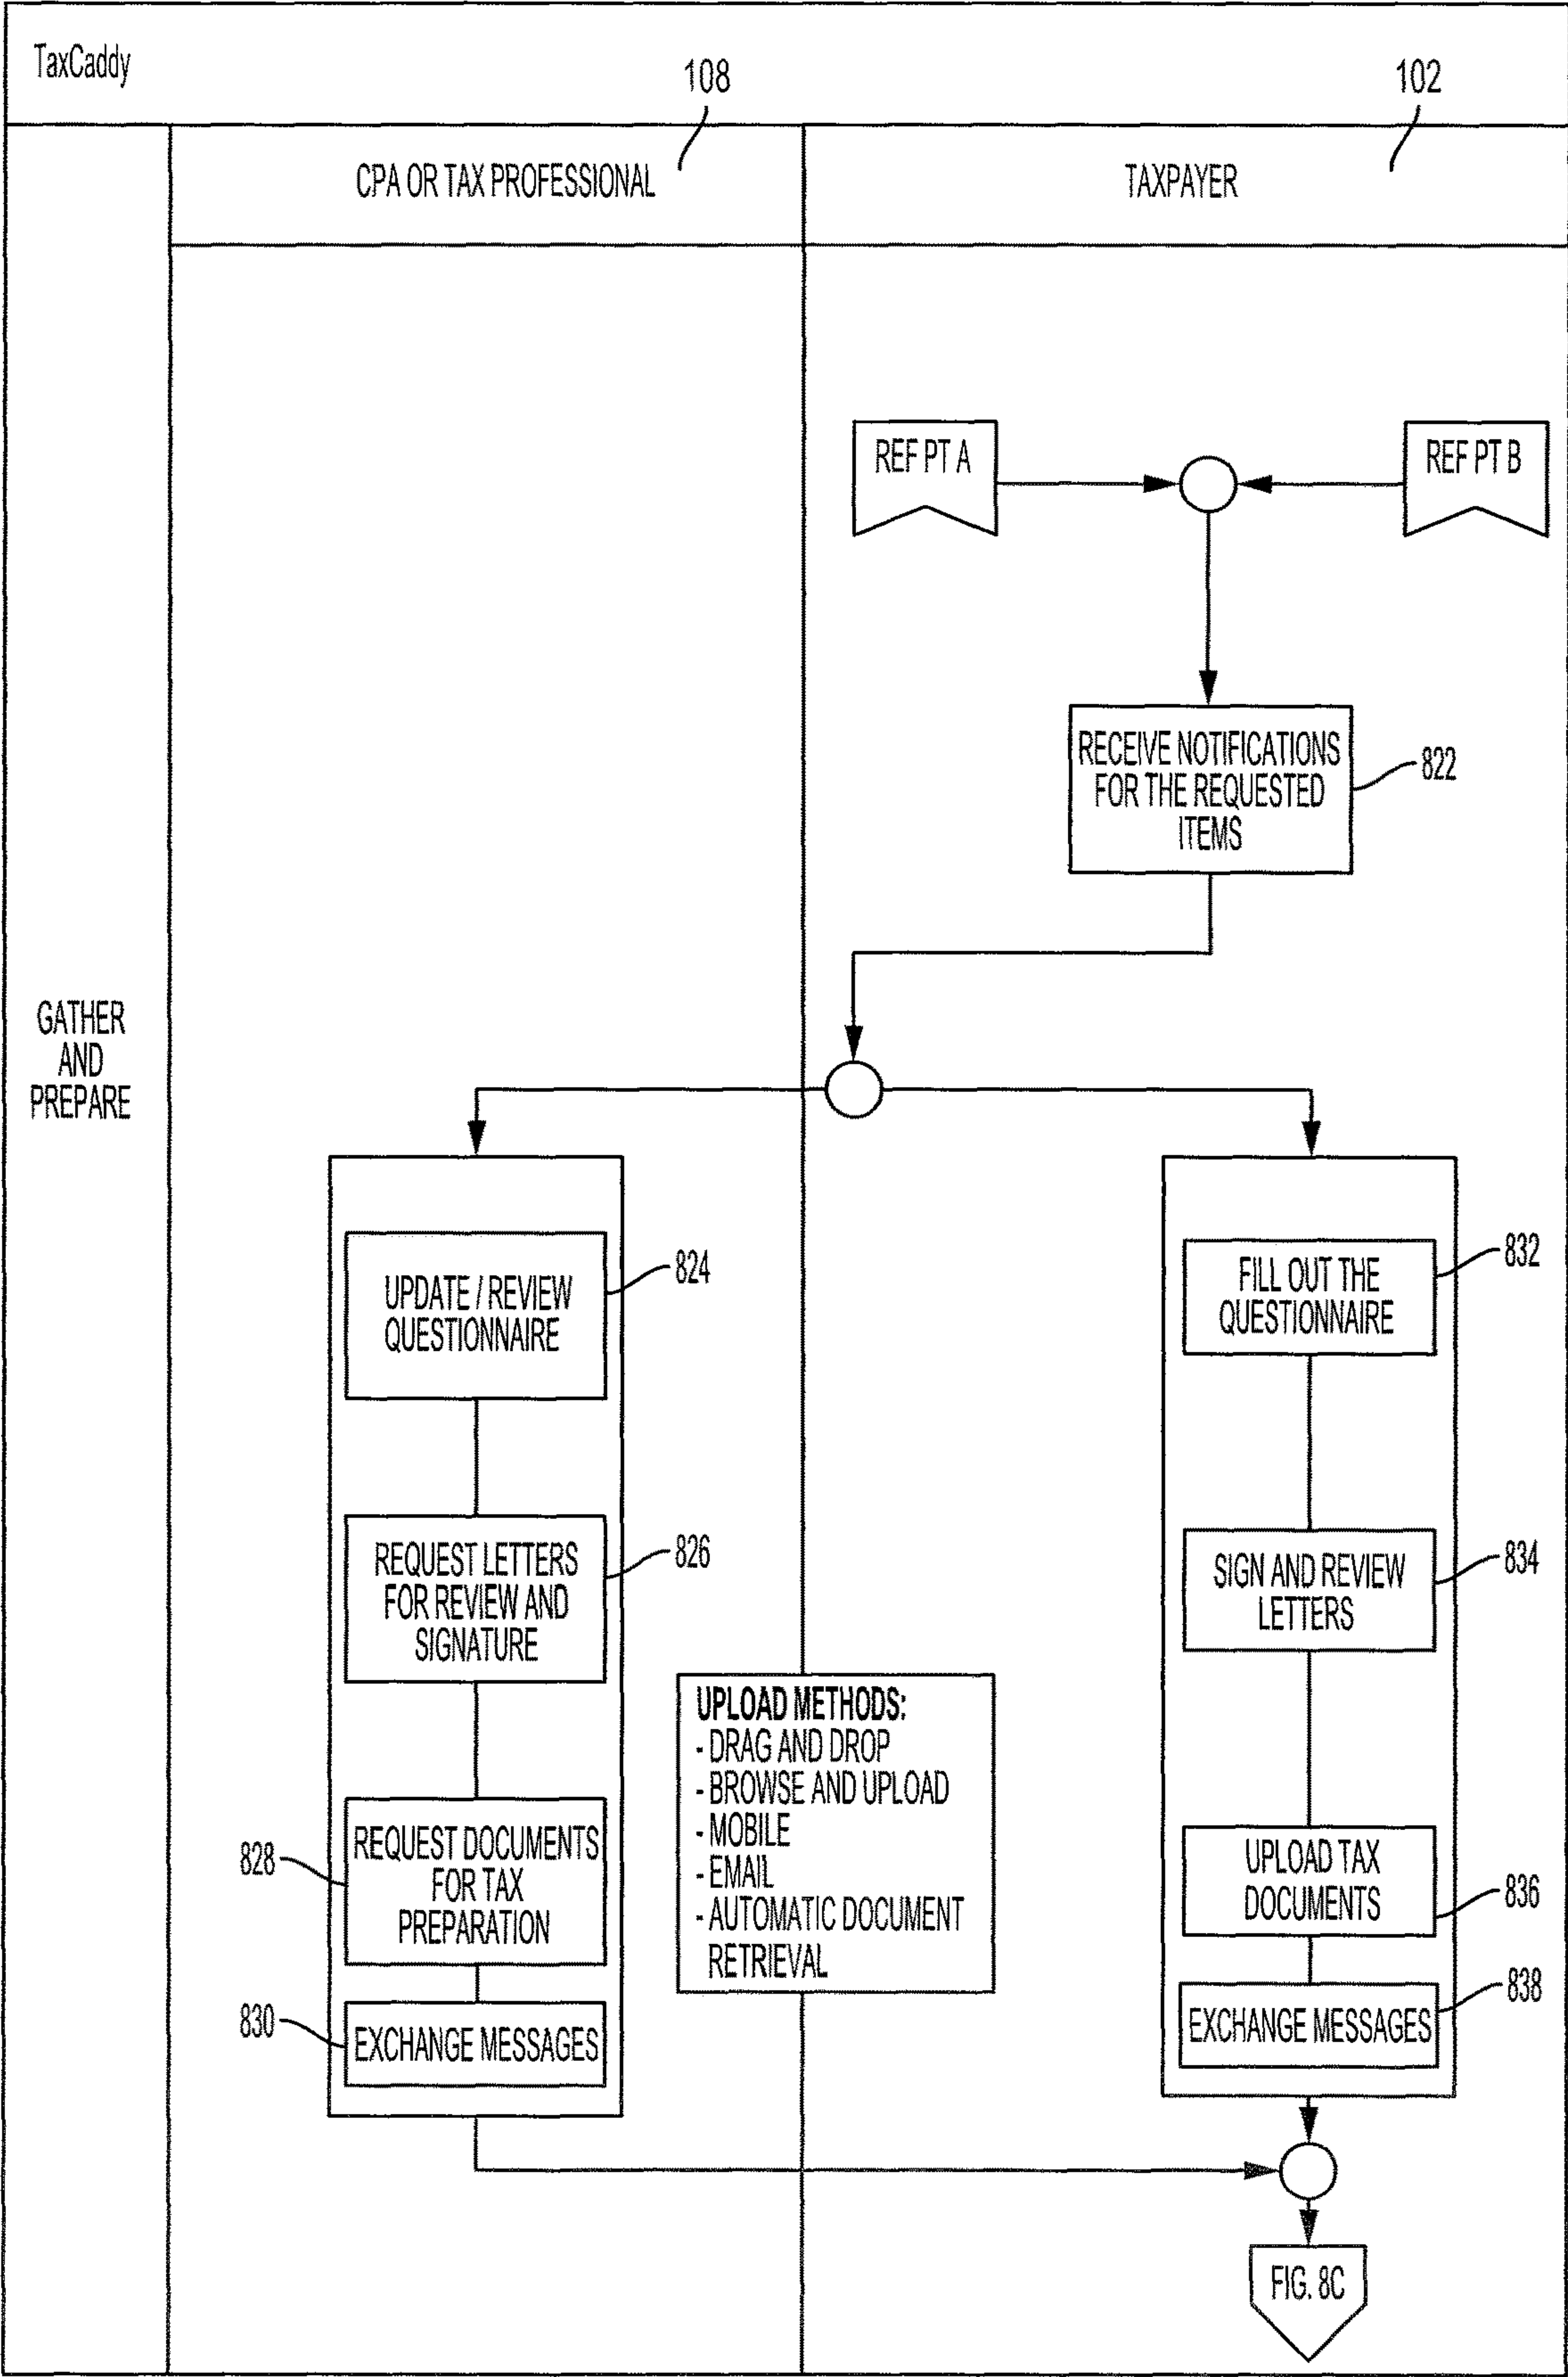 TaxCaddy
108
102
CPA OR TAX PROFESSIONAL
TAXPAYER
REF PT A
REF PT B
RECEIVE NOTIFICATIONS
FOR THE REQUESTED
ITEMS
822
GATHER
AND
PREPARE
UPDATE / REVIEW
QUESTIONNAIRE
824
REQUEST LETTERS
FOR REVIEW AND
SIGNATURE
826
REQUEST DOCUMENTS
FOR TAX
PREPARATION
828
EXCHANGE MESSAGES
830
UPLOAD METHODS:
- DRAG AND DROP
- BROWSE AND UPLOAD
- MOBILE
- EMAIL
- AUTOMATIC DOCUMENT
RETRIEVAL
FILL OUT THE
QUESTIONNAIRE
832
SIGN AND REVIEW
LETTERS
834
UPLOAD TAX
DOCUMENTS
836
EXCHANGE MESSAGES
838
FIG. 8C